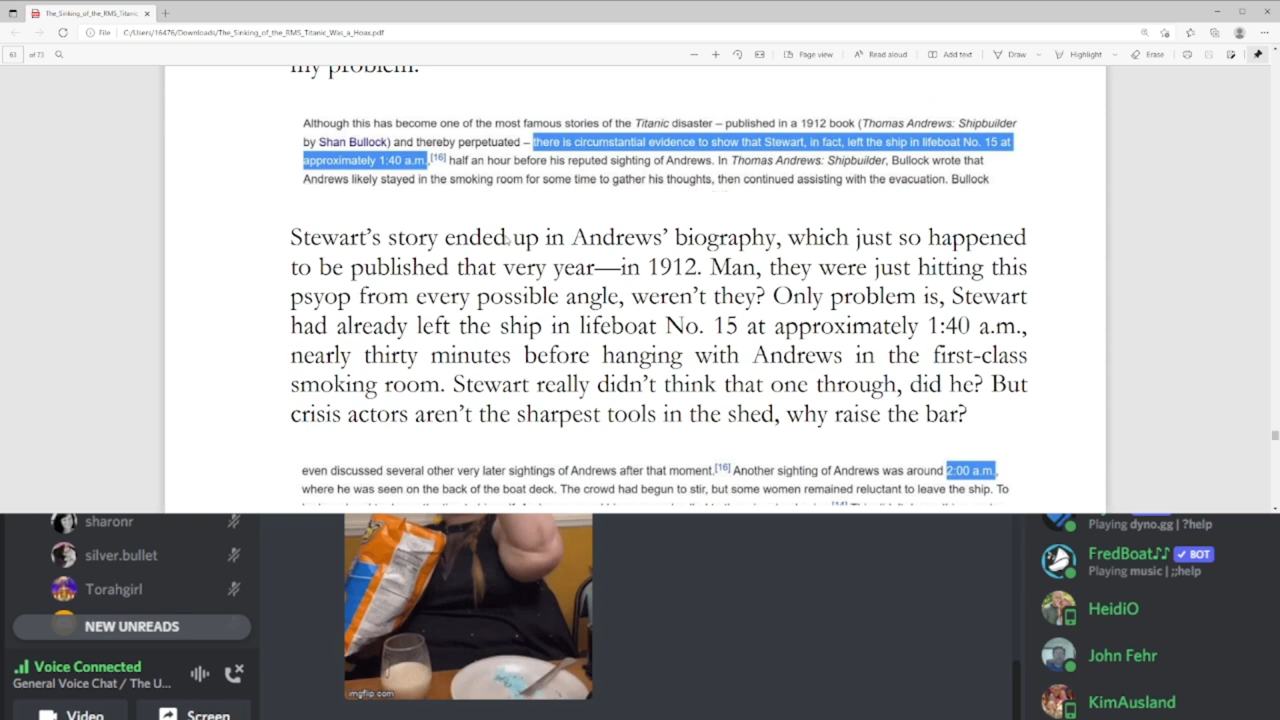 The_Sinking_of_the_RMS_Titanic_
File
C:/Users/16476/Downloads/The_Sinking_of_the_RMS_Titanic_Was_a_Hoax.pdf
63 of 73
Page view
Read aloud
Add text
Draw
Highlight
Erase
my problem.
Although this has become one of the most famous stories of the Titanic disaster – published in a 1912 book (Thomas Andrews: Shipbuilder
by Shan Bullock) and thereby perpetuated – there is circumstantial evidence to show that Stewart, in fact, left the ship in lifeboat No. 15 at
approximately 1:40 a.m.,[16] half an hour before his reputed sighting of Andrews. In Thomas Andrews: Shipbuilder, Bullock wrote that
Andrews likely stayed in the smoking room for some time to gather his thoughts, then continued assisting with the evacuation. Bullock
Stewart's story ended up in Andrews' biography, which just so happened
to be published that very year—in 1912. Man, they were just hitting this
psyop from every possible angle, weren't they? Only problem is, Stewart
had already left the ship in lifeboat No. 15 at approximately 1:40 a.m.,
nearly thirty minutes before hanging with Andrews in the first-class
smoking room. Stewart really didn't think that one through, did he? But
crisis actors aren't the sharpest tools in the shed, why raise the bar?
even discussed several other very later sightings of Andrews after that moment.[16] Another sighting of Andrews was around 2:00 a.m.,
where he was seen on the back of the boat deck. The crowd had begun to stir, but some women remained reluctant to leave the ship. To
sharonr
silver.bullet
Torahgirl
NEW UNREADS
Voice Connected
General Voice Chat / The U...
Video
Screen
imgflip.com
Playing dyno.gg | ?help
FredBoat♪♪ ✓ BOT
Playing music | ;;help
HeidiO
John Fehr
KimAusland